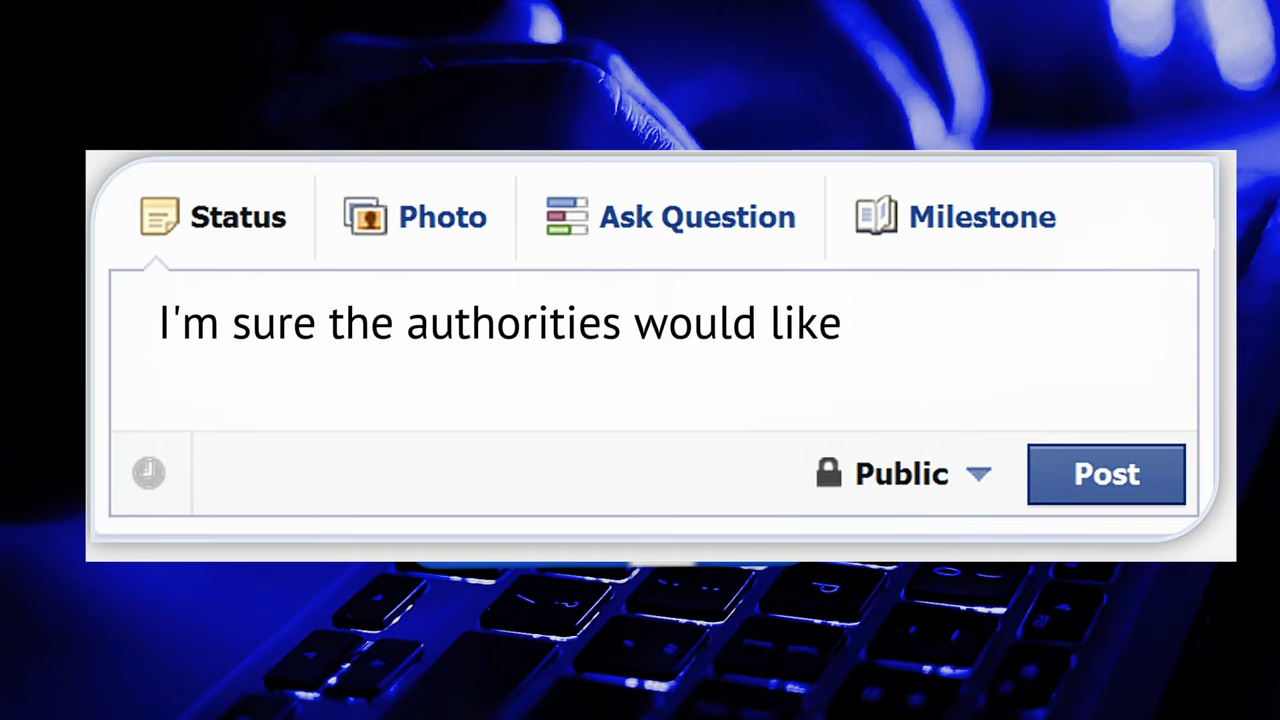 Status Photo Ask Question Milestone
I'm sure the authorities would like
Public Post